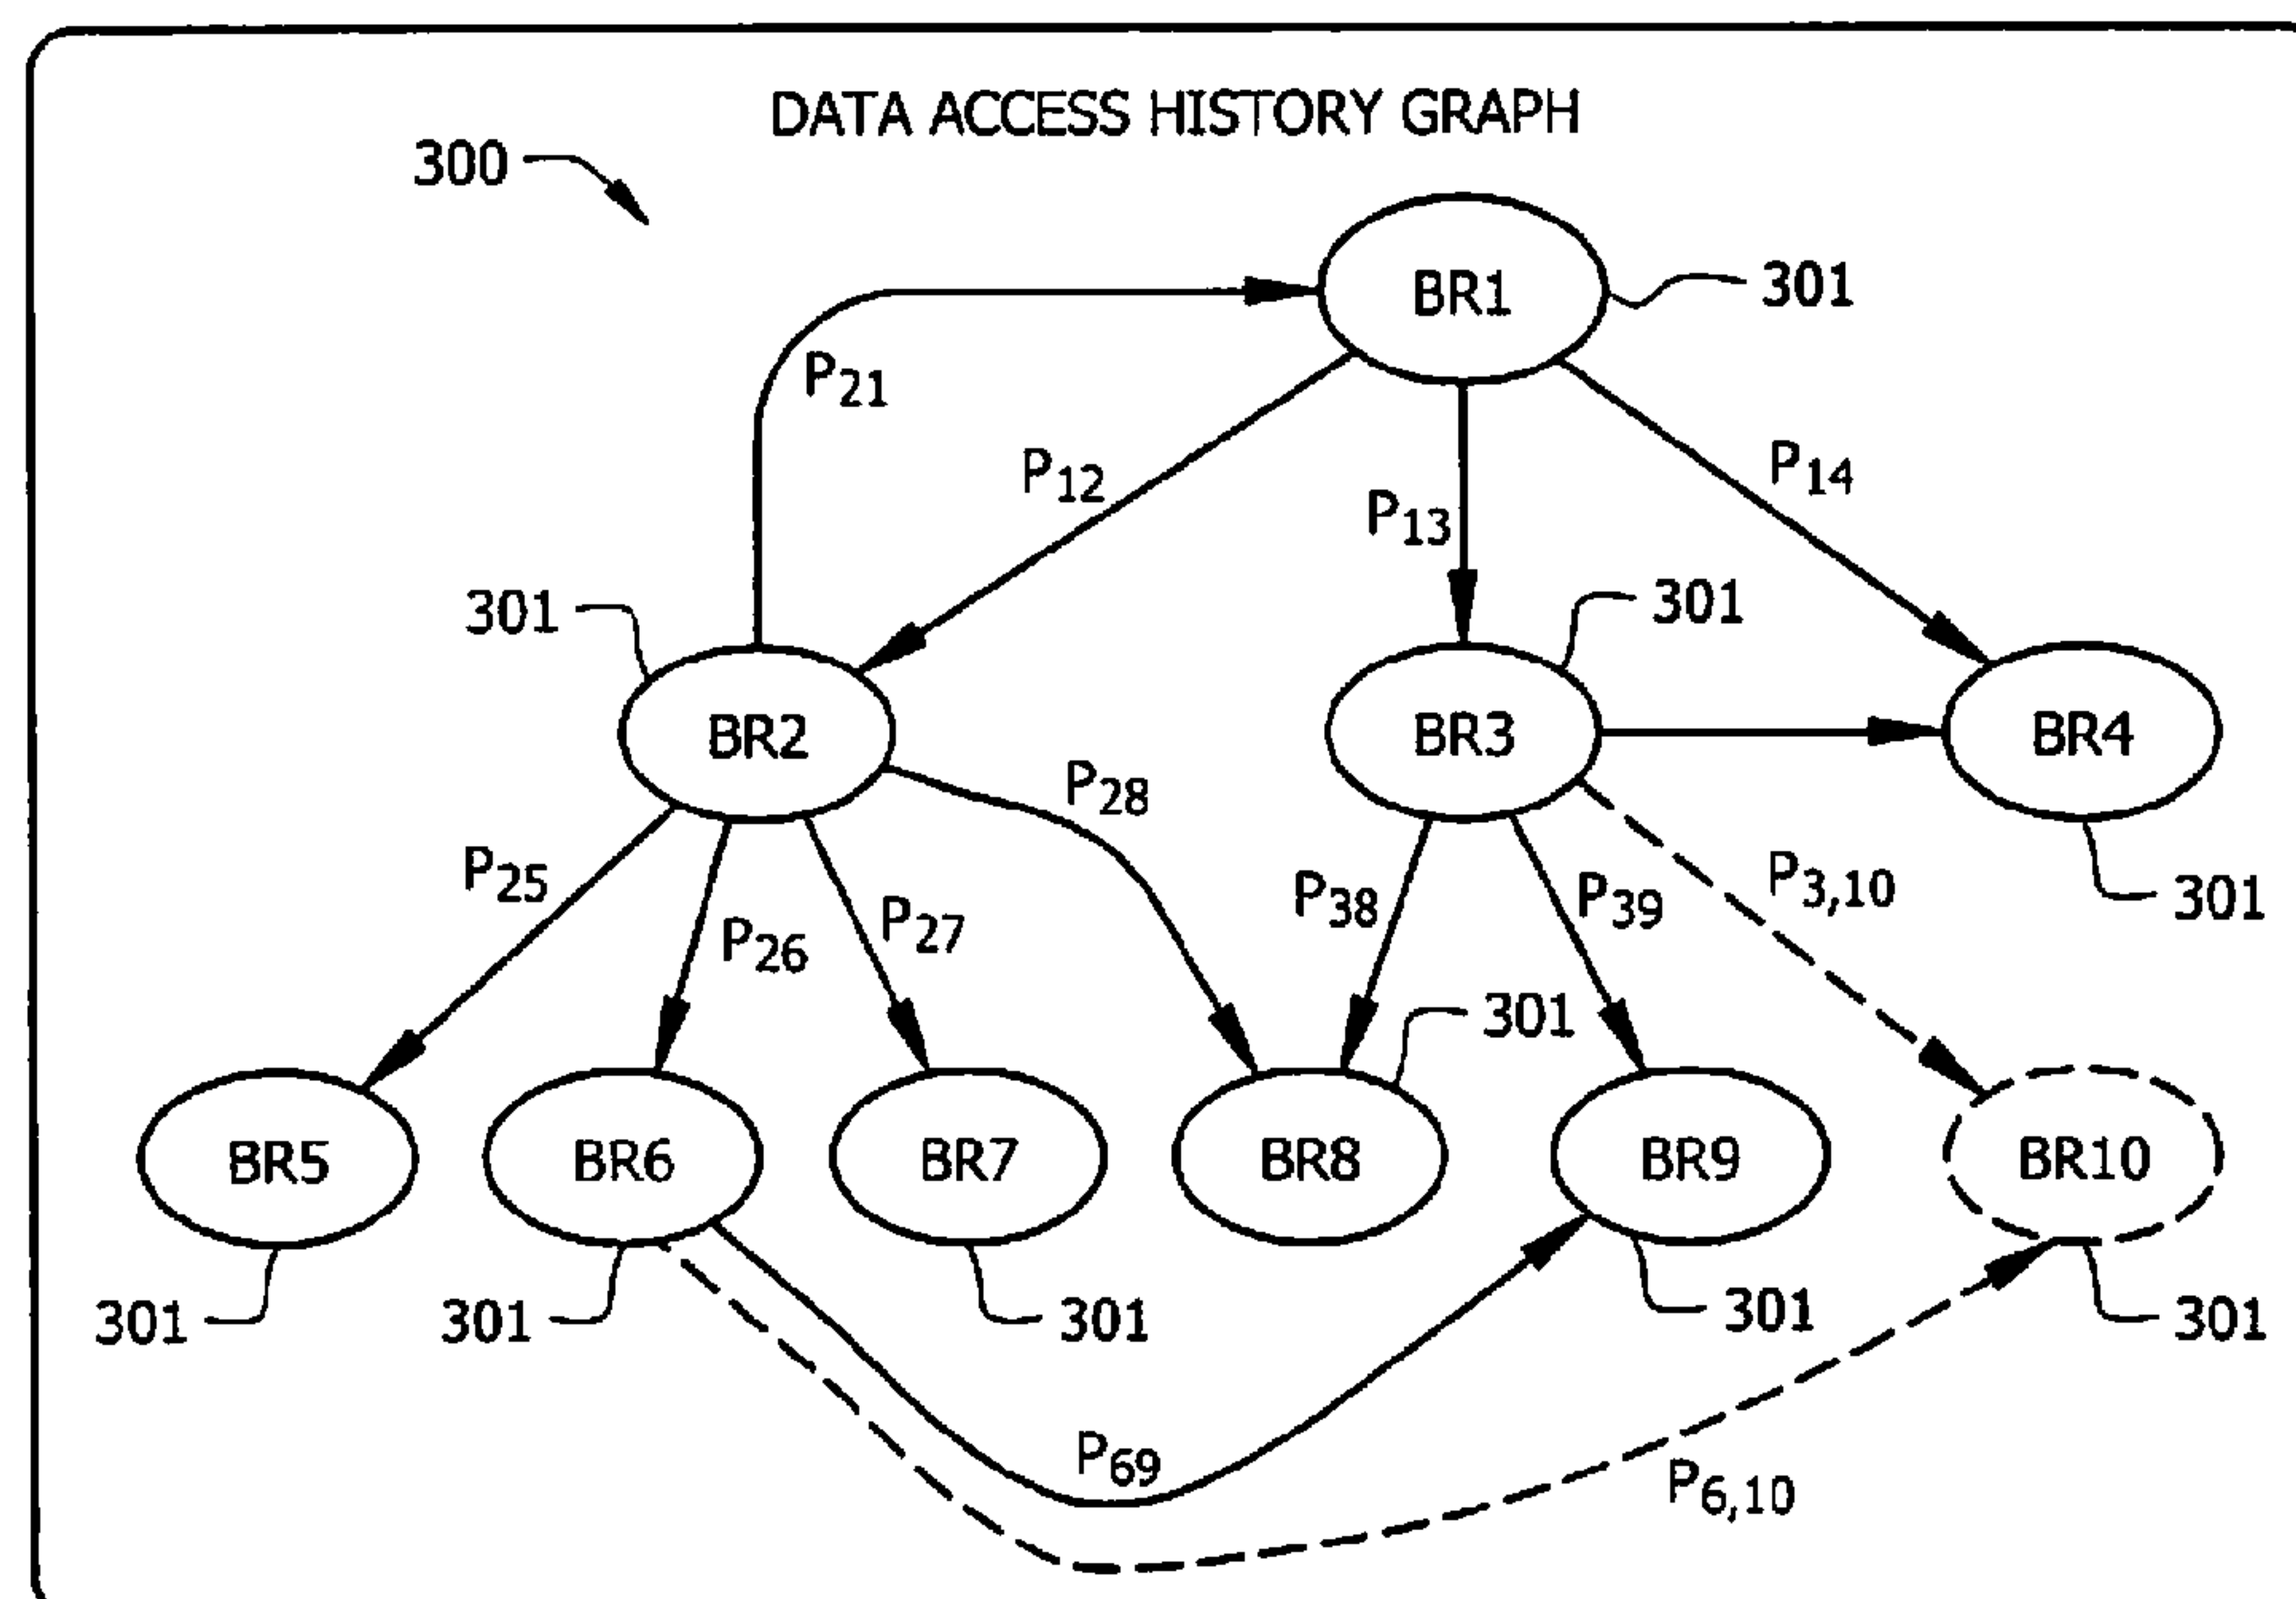 DATA ACCESS HISTORY GRAPH
300
BR1
301
P21
P12
P13
P14
301
301
BR2
BR3
BR4
P28
P25
P26
P27
P38
P39
P3,10
301
301
BR5
BR6
BR7
BR8
BR9
BR10
301
301
301
301
301
P69
P6,10